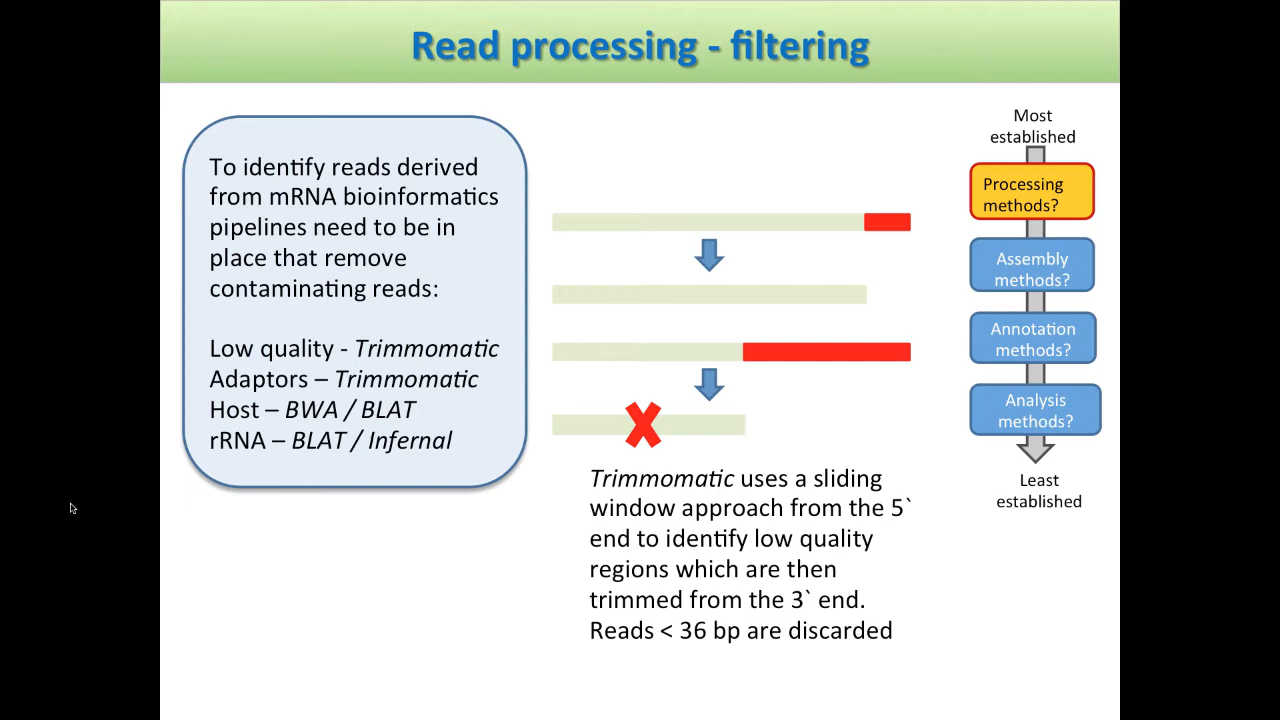 Read processing - filtering
To identify reads derived
from mRNA bioinformatics
pipelines need to be in
place that remove
contaminating reads:
Low quality - Trimmomatic
Adaptors – Trimmomatic
Host – BWA / BLAT
rRNA – BLAT / Infernal
Trimmomatic uses a sliding
window approach from the 5`
end to identify low quality
regions which are then
trimmed from the 3` end.
Reads < 36 bp are discarded
Most
established
Processing
methods?
Assembly
methods?
Annotation
methods?
Analysis
methods?
Least
established